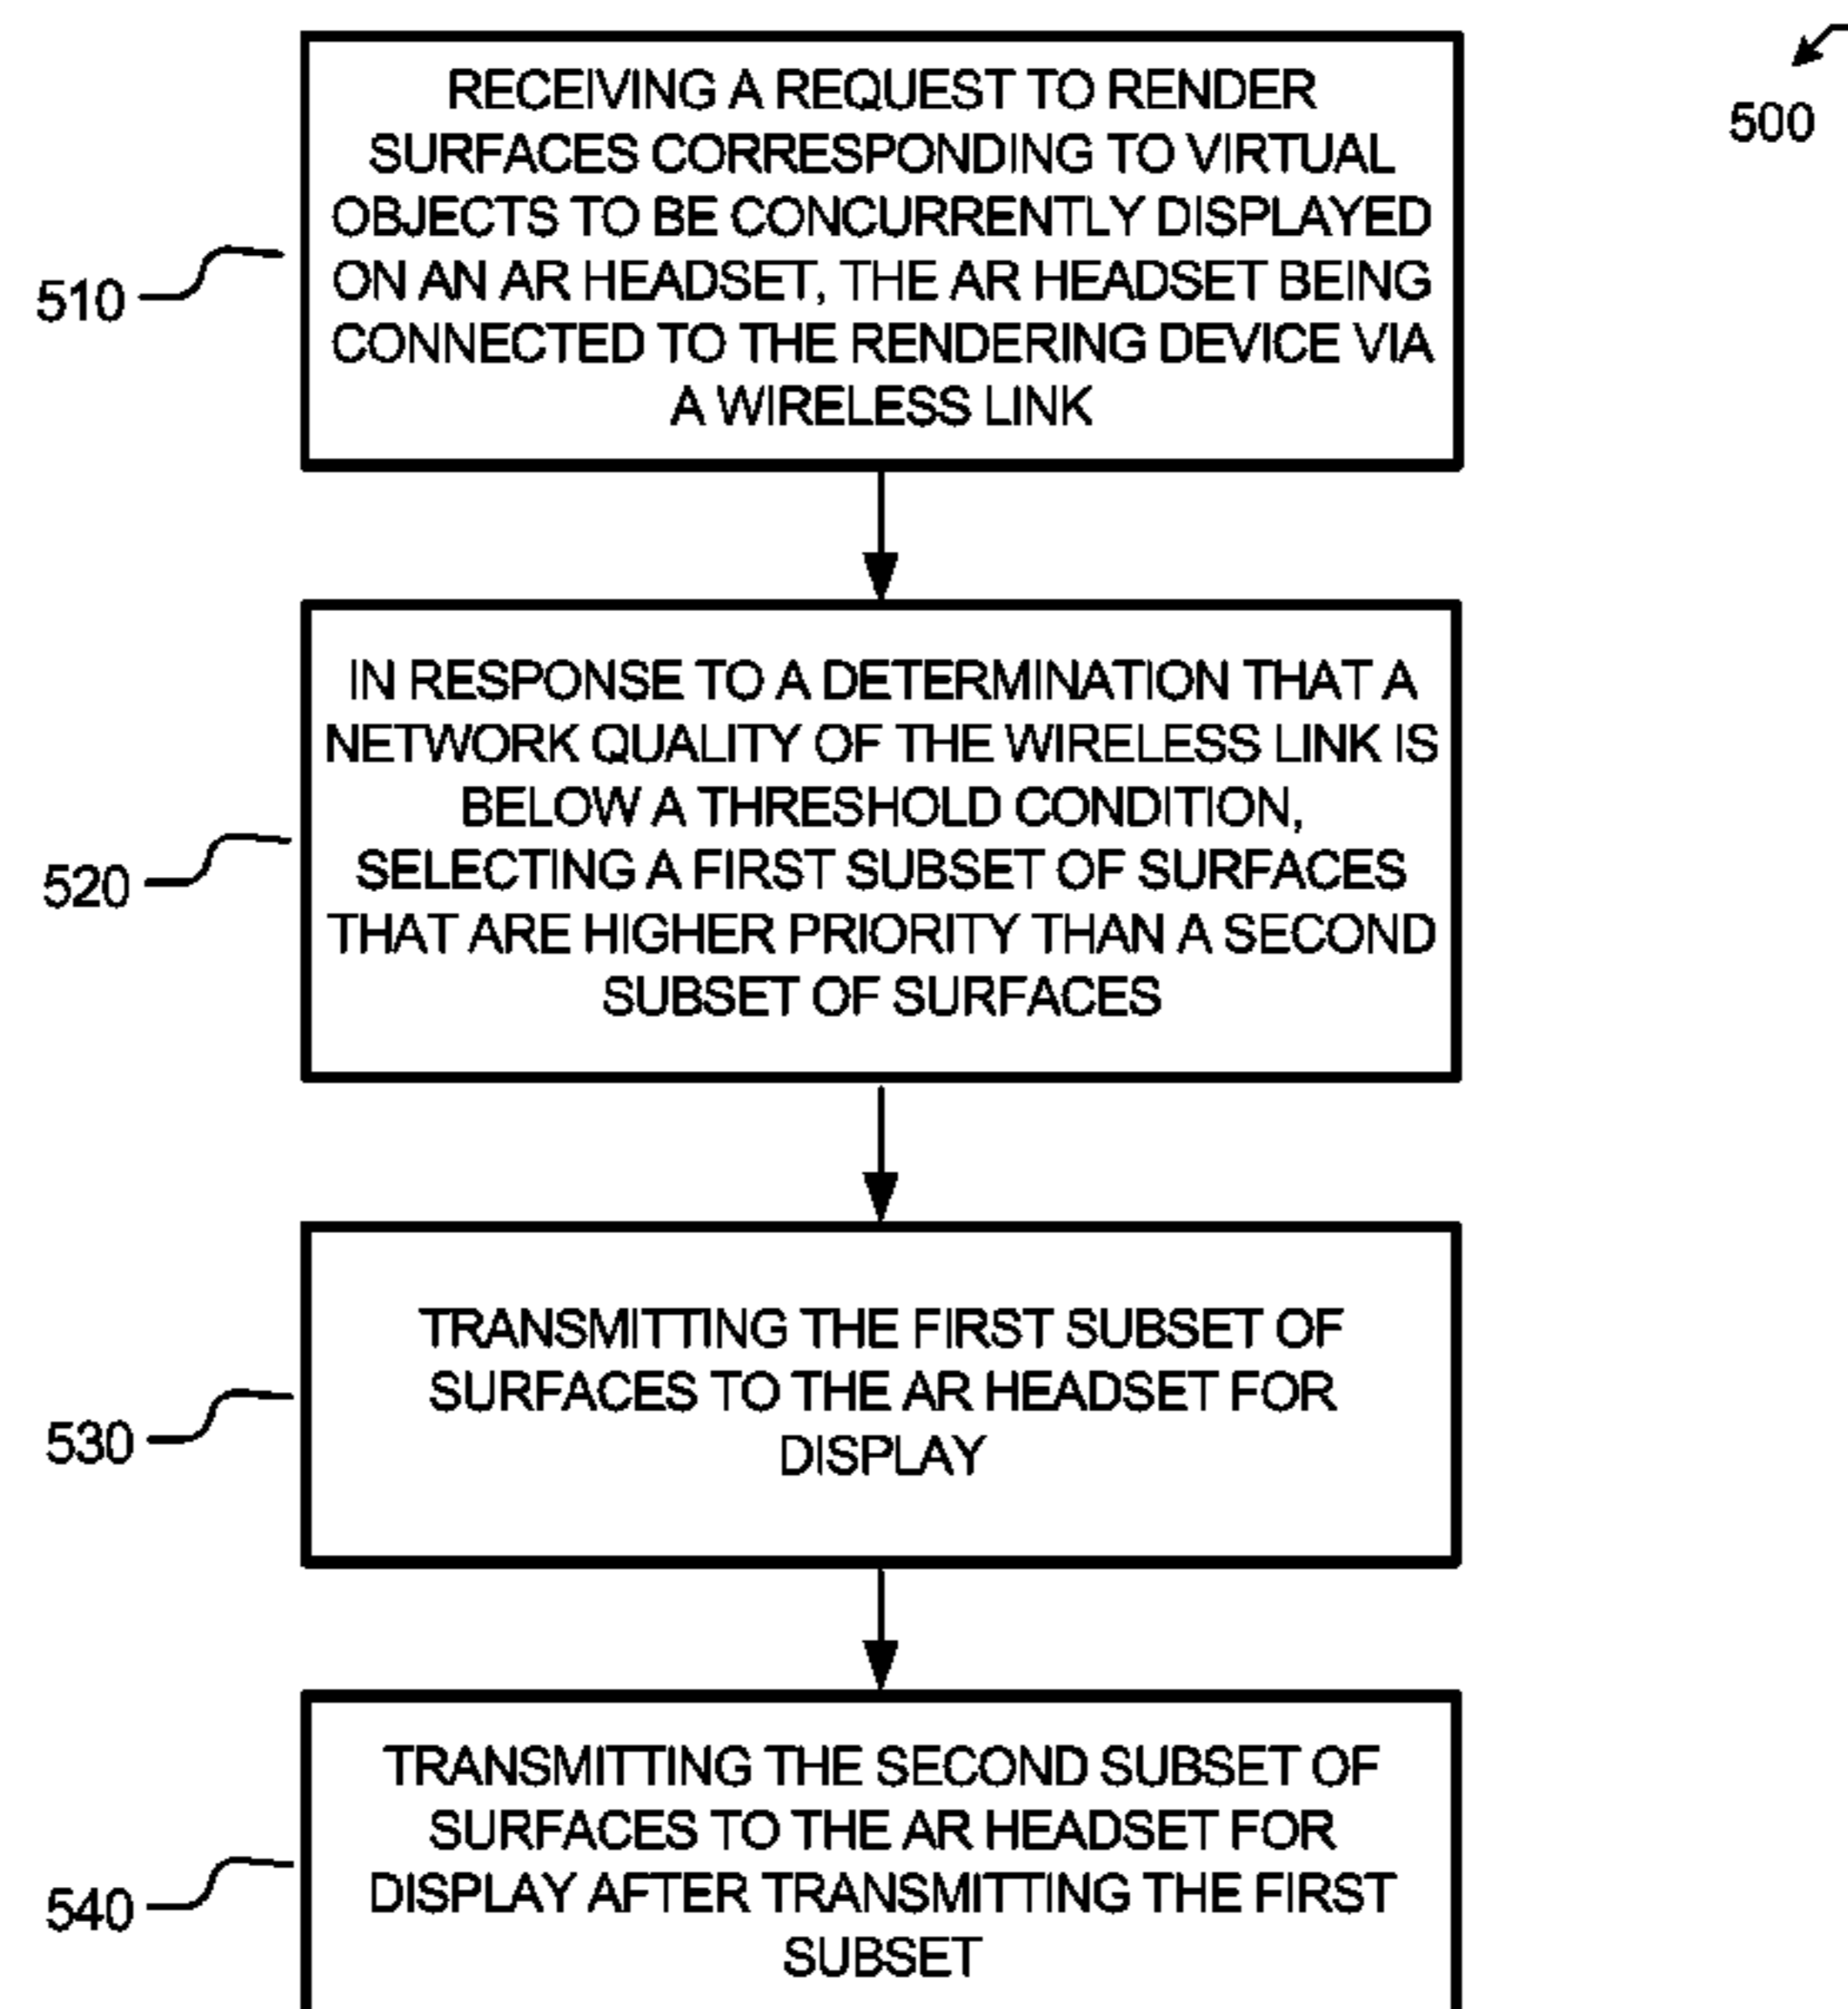 500
RECEIVING A REQUEST TO RENDER
SURFACES CORRESPONDING TO VIRTUAL
OBJECTS TO BE CONCURRENTLY DISPLAYED
ON AN AR HEADSET, THE AR HEADSET BEING
CONNECTED TO THE RENDERING DEVICE VIA
A WIRELESS LINK
510
IN RESPONSE TO A DETERMINATION THAT A
NETWORK QUALITY OF THE WIRELESS LINK IS
BELOW A THRESHOLD CONDITION,
SELECTING A FIRST SUBSET OF SURFACES
THAT ARE HIGHER PRIORITY THAN A SECOND
SUBSET OF SURFACES
520
TRANSMITTING THE FIRST SUBSET OF
SURFACES TO THE AR HEADSET FOR
DISPLAY
530
TRANSMITTING THE SECOND SUBSET OF
SURFACES TO THE AR HEADSET FOR
DISPLAY AFTER TRANSMITTING THE FIRST
SUBSET
540